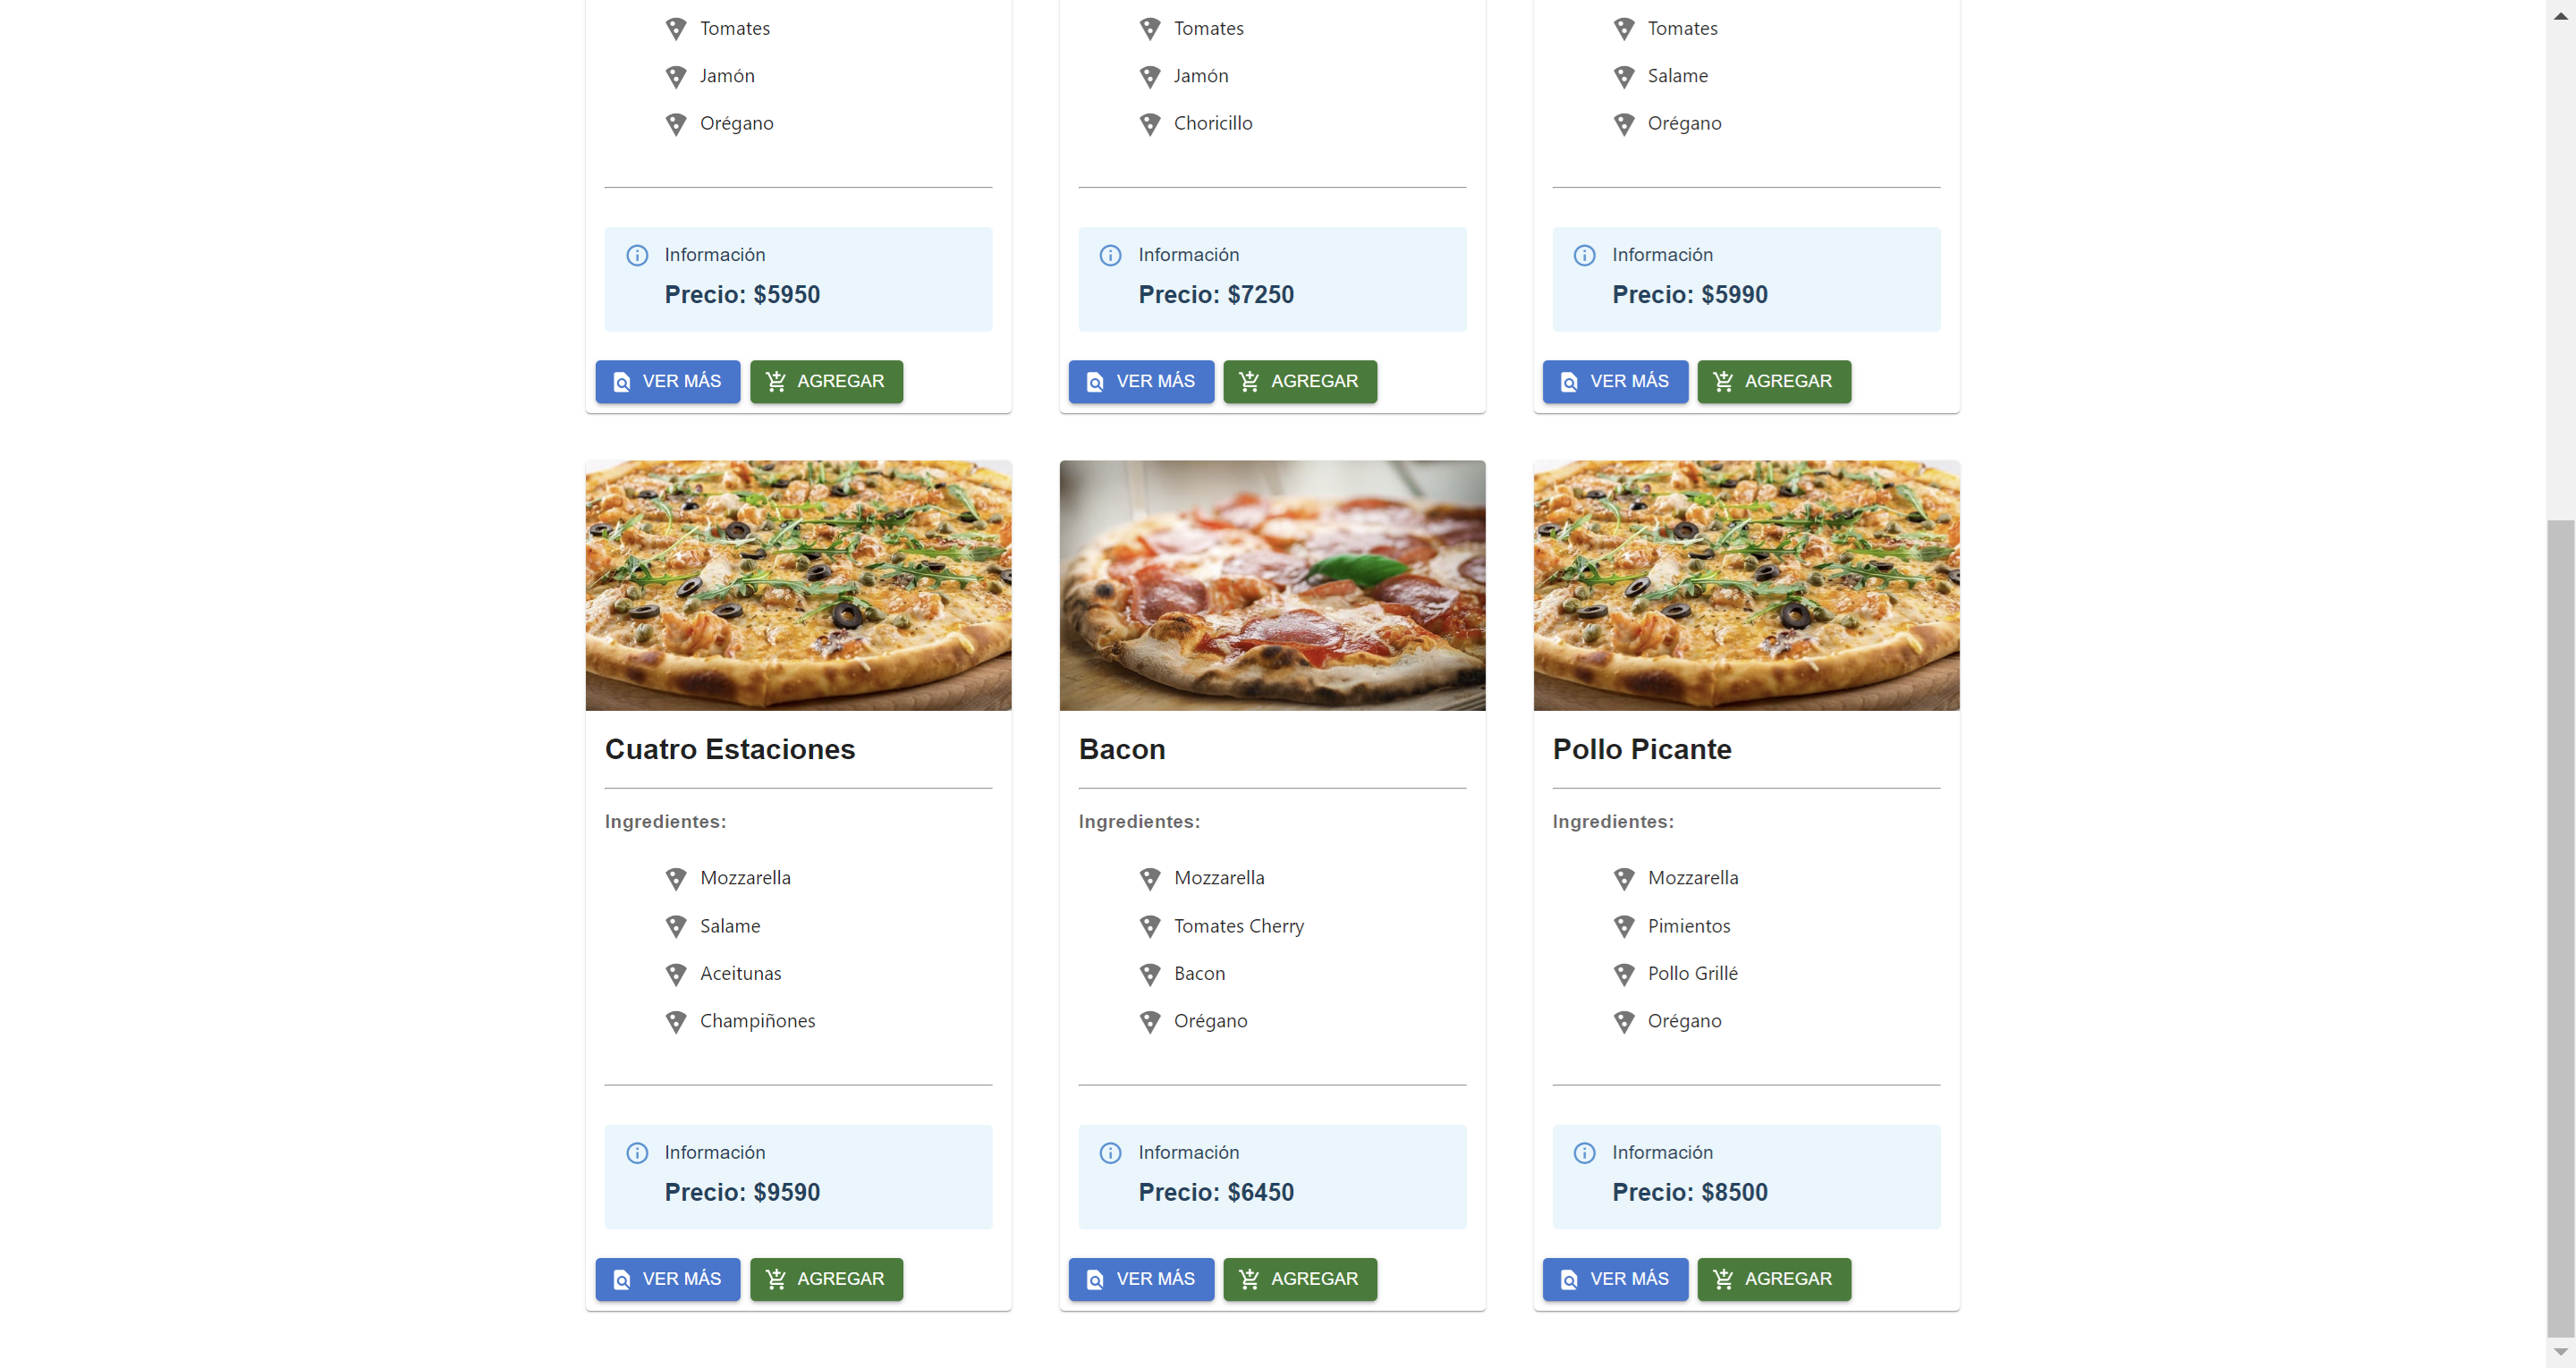 Tomates
Jamón
Orégano
Información
Precio: $5950
VER MÁS AGREGAR
Tomates
Jamón
Choricillo
Información
Precio: $7250
VER MÁS AGREGAR
Tomates
Salame
Orégano
Información
Precio: $5990
VER MÁS AGREGAR
Cuatro Estaciones
Ingredientes:
Mozzarella
Salame
Aceitunas
Champiñones
Información
Precio: $9590
VER MÁS AGREGAR
Bacon
Ingredientes:
Mozzarella
Tomates Cherry
Bacon
Orégano
Información
Precio: $6450
VER MÁS AGREGAR
Pollo Picante
Ingredientes:
Mozzarella
Pimientos
Pollo Grillé
Orégano
Información
Precio: $8500
VER MÁS AGREGAR